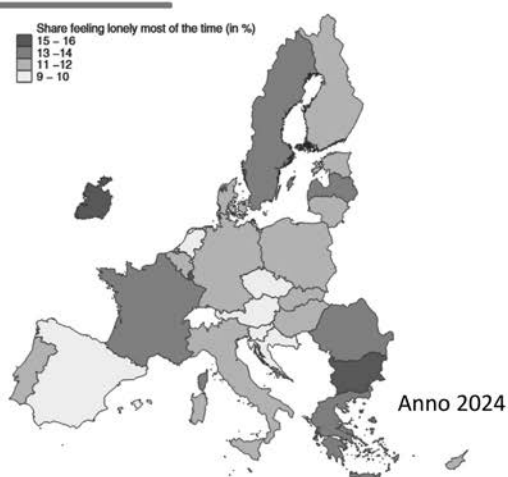 Share feeling lonely most of the time (in %)
15 – 16
13 – 14
11 –12
9 – 10
Anno 2024